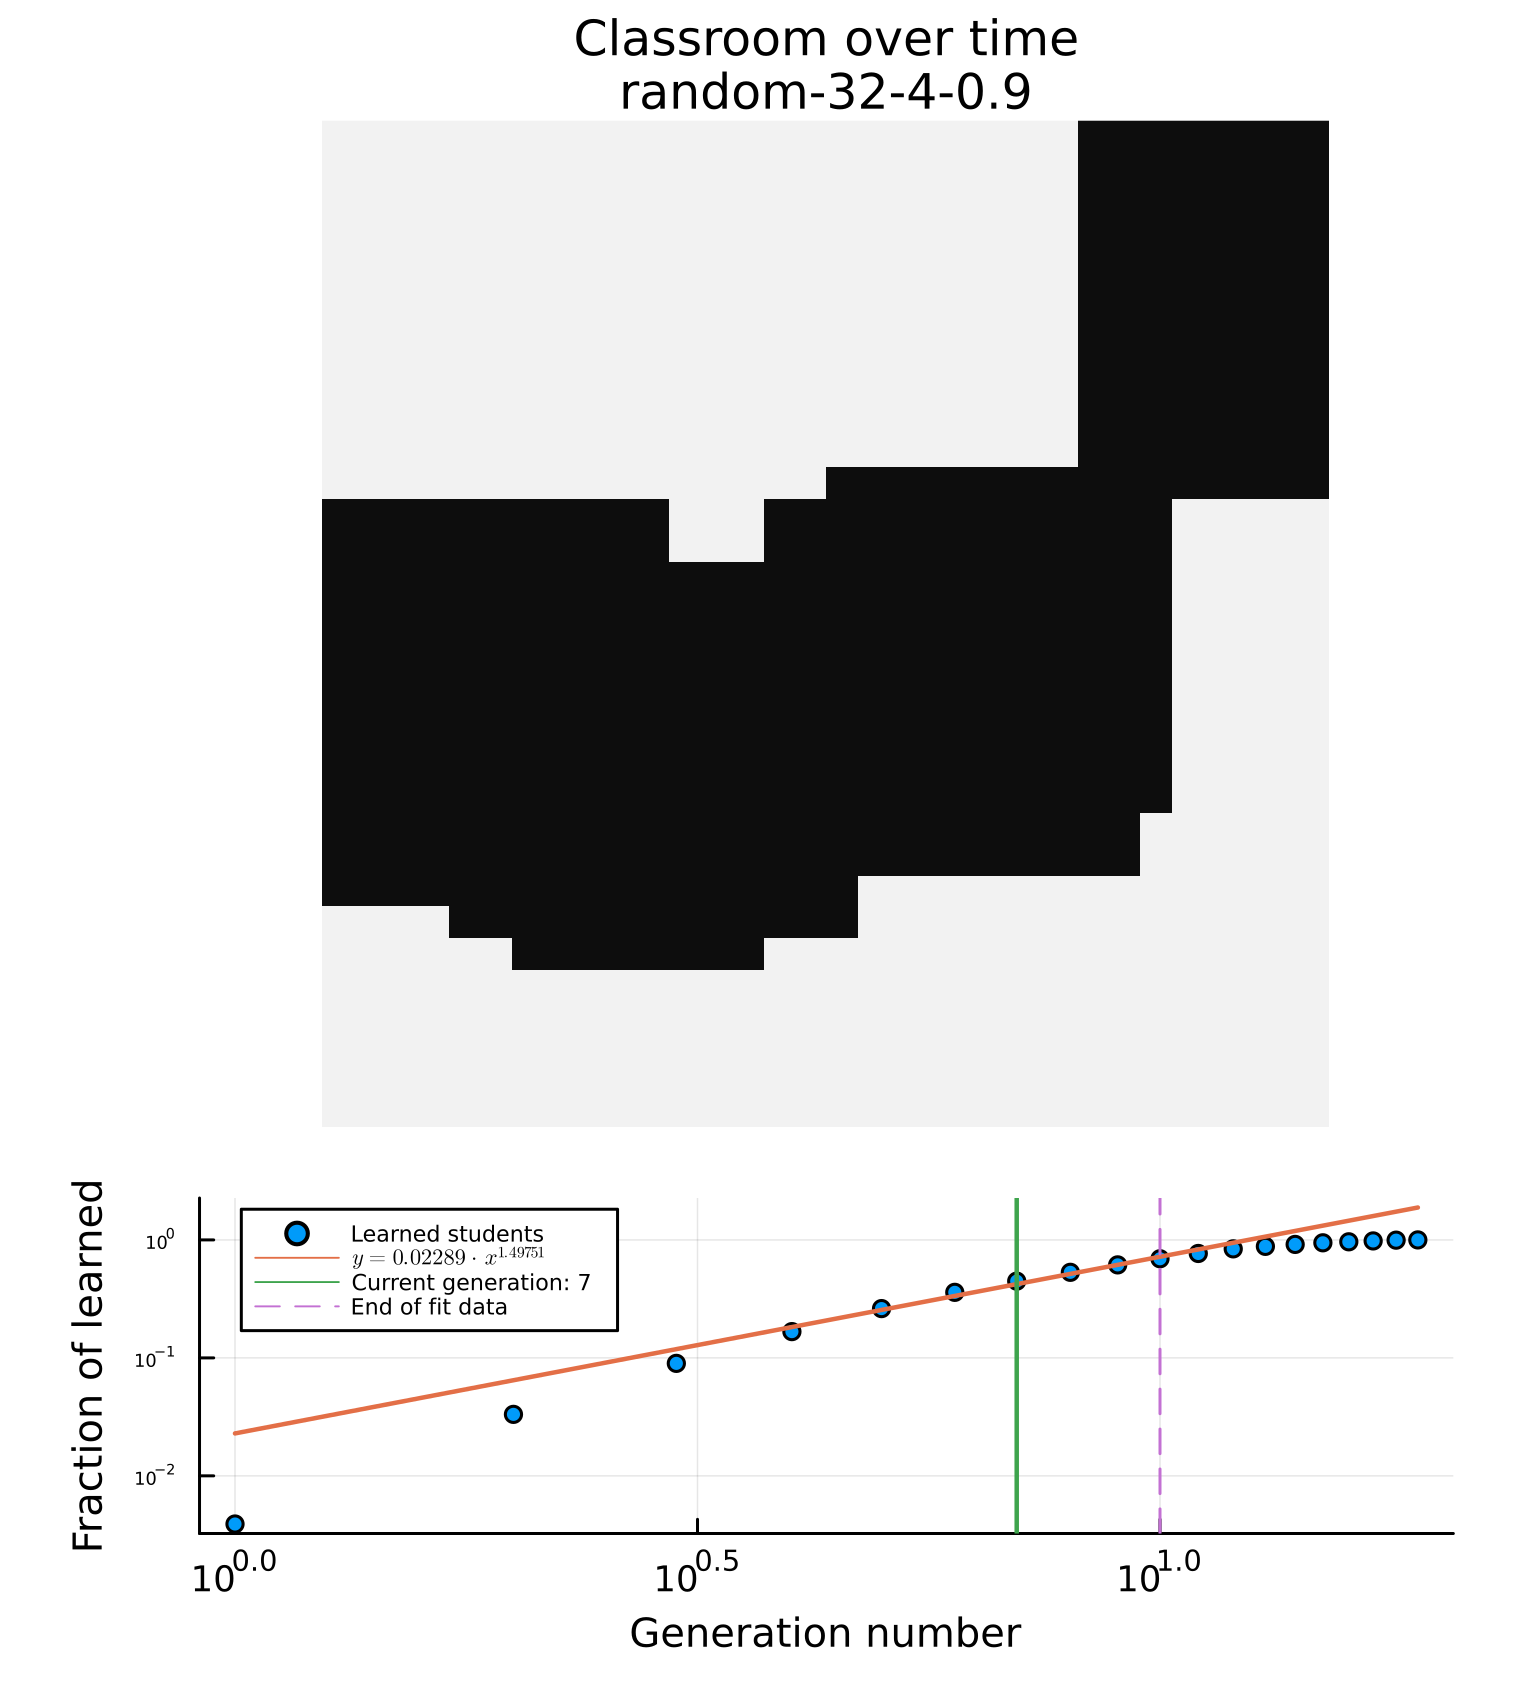 Classroom over time
random-32-4-0.9
Fraction of learned
10^0
10^-1
10^-2
Learned students
y = 0.02289 · x^1.49751
Current generation: 7
End of fit data
10^0.0 10^0.5 10^1.0
Generation number